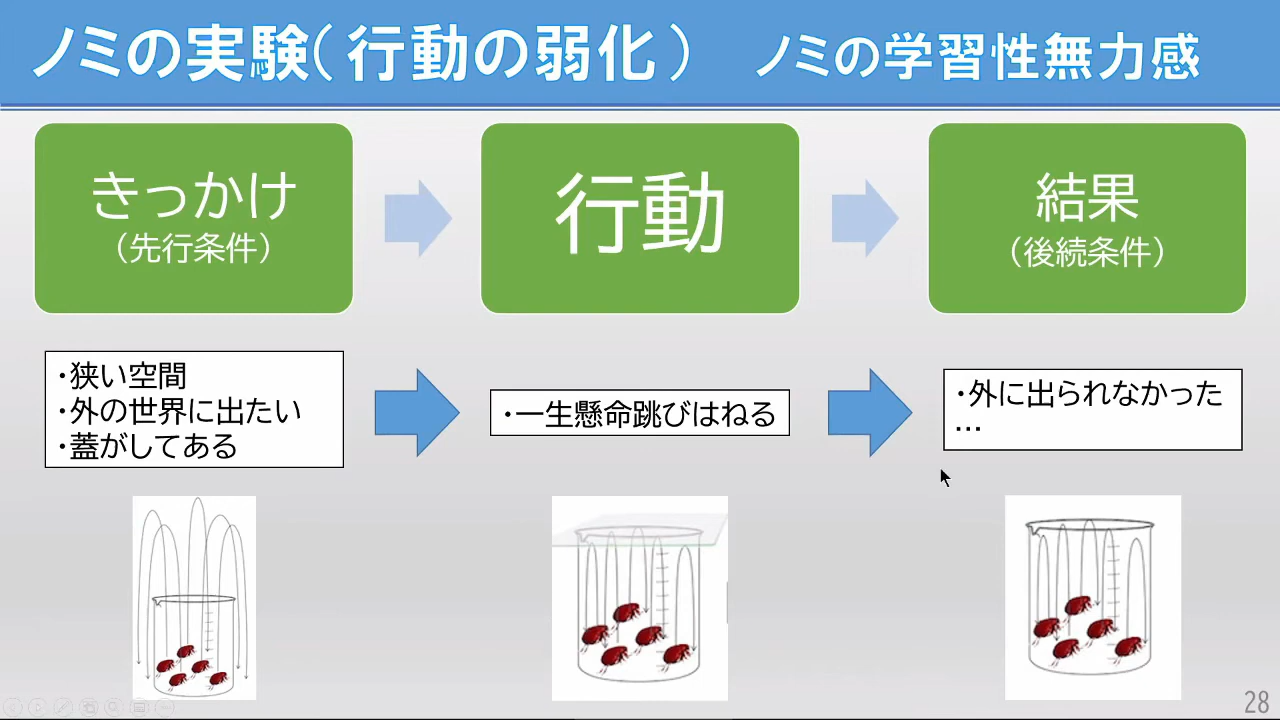 ノミの実験（行動の弱化）　ノミの学習性無力感
きっかけ
（先行条件）
行動
結果
（後続条件）
・狭い空間
・外の世界に出たい
・蓋がしてある
・一生懸命跳びはねる
・外に出られなかった
…
28